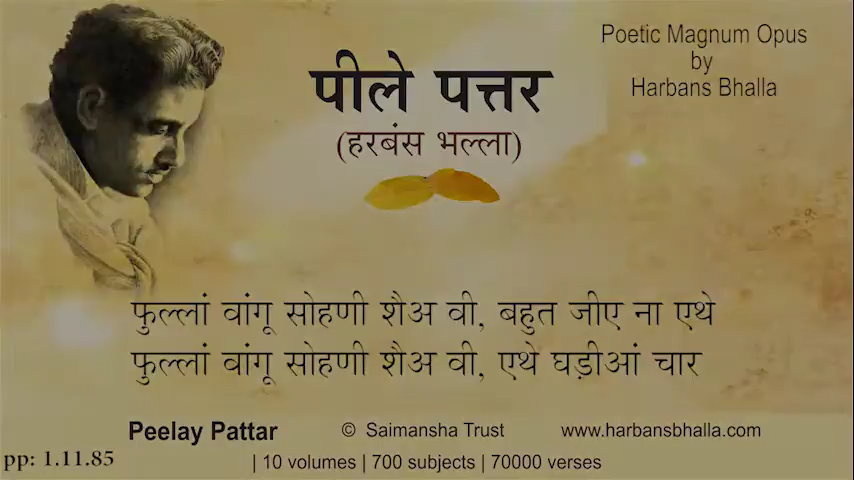 Poetic Magnum Opus
by
Harbans Bhalla
पीले पत्तर
(हरबंस भल्ला)
फुल्लां वांगू सोहणी शैअ वी, बहुत जीए ना एथे
फुल्लां वांगू सोहणी शैअ वी, एथे घड़ीआं चार
Peelay Pattar © Saimansha Trust www.harbansbhalla.com
pp: 1.11.85 | 10 volumes | 700 subjects | 70000 verses